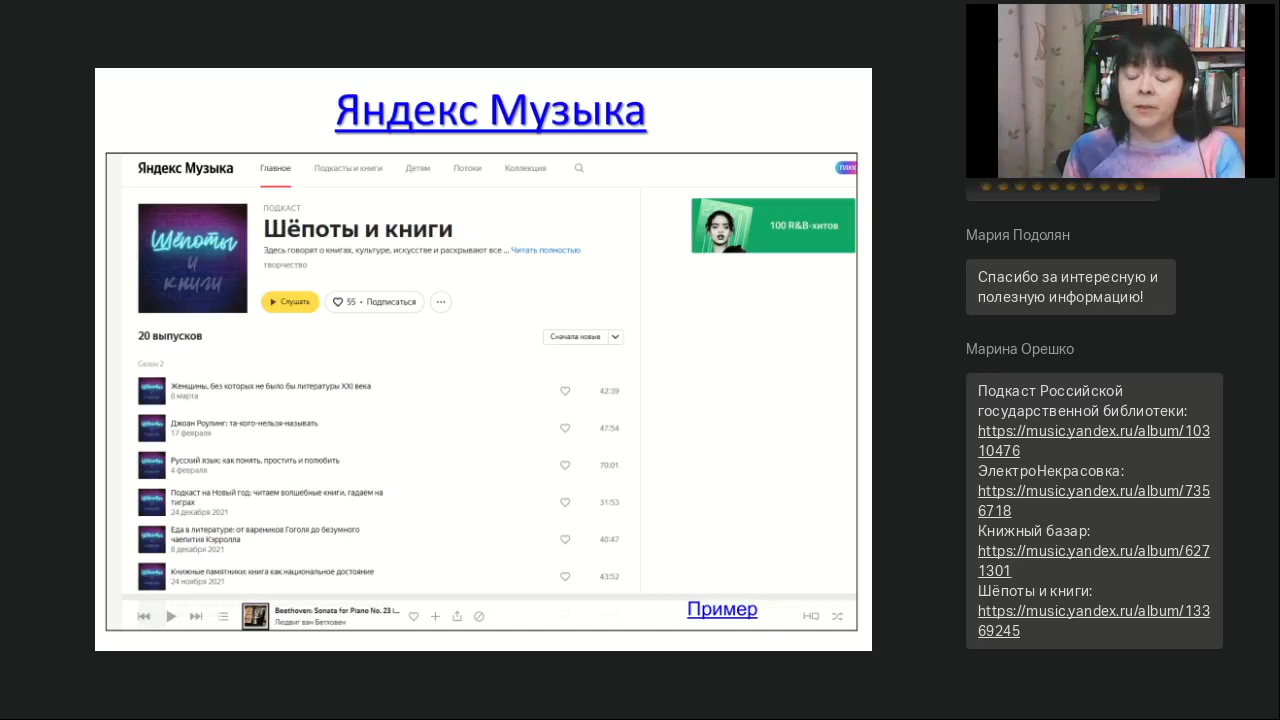 Яндекс Музыка
Яндекс Музыка
Главное
Подкасты и книги
Детям
Потоки
Коллекция
ПЛЮС
Шёпоты
и
книги
ПОДКАСТ
Шёпоты и книги
Здесь говорят о книгах, культуре, искусстве и раскрывают все ... Читать полностью
творчество
Слушать
55 • Подписаться
100 R&B-хитов
20 выпусков
Сначала новые
Сезон 2
Женщины, без которых не было бы литературы XXI века
42:39
8 марта
Джоан Роулинг: та-кого-нельзя-называть
47:54
17 февраля
Русский язык: как понять, простить и полюбить
70:01
4 февраля
Подкаст на Новый год: читаем волшебные книги, гадаем на
тиграх
31:53
24 декабря 2021
Еда в литературе: от вареников Гоголя до безумного
чаепития Кэрролла
40:47
8 декабря 2021
Книжные памятники: книга как национальное достояние
43:52
24 ноября 2021
Beethoven: Sonata for Piano No. 23 i...
Людвиг ван Бетховен
Пример
HQ
Мария Подолян
Спасибо за интересную и
полезную информацию!
Марина Орешко
Подкаст Российской
государственной библиотеки:
https://music.yandex.ru/album/103
10476
ЭлектроНекрасовка:
https://music.yandex.ru/album/735
6718
Книжный базар:
https://music.yandex.ru/album/627
1301
Шёпоты и книги:
https://music.yandex.ru/album/133
69245